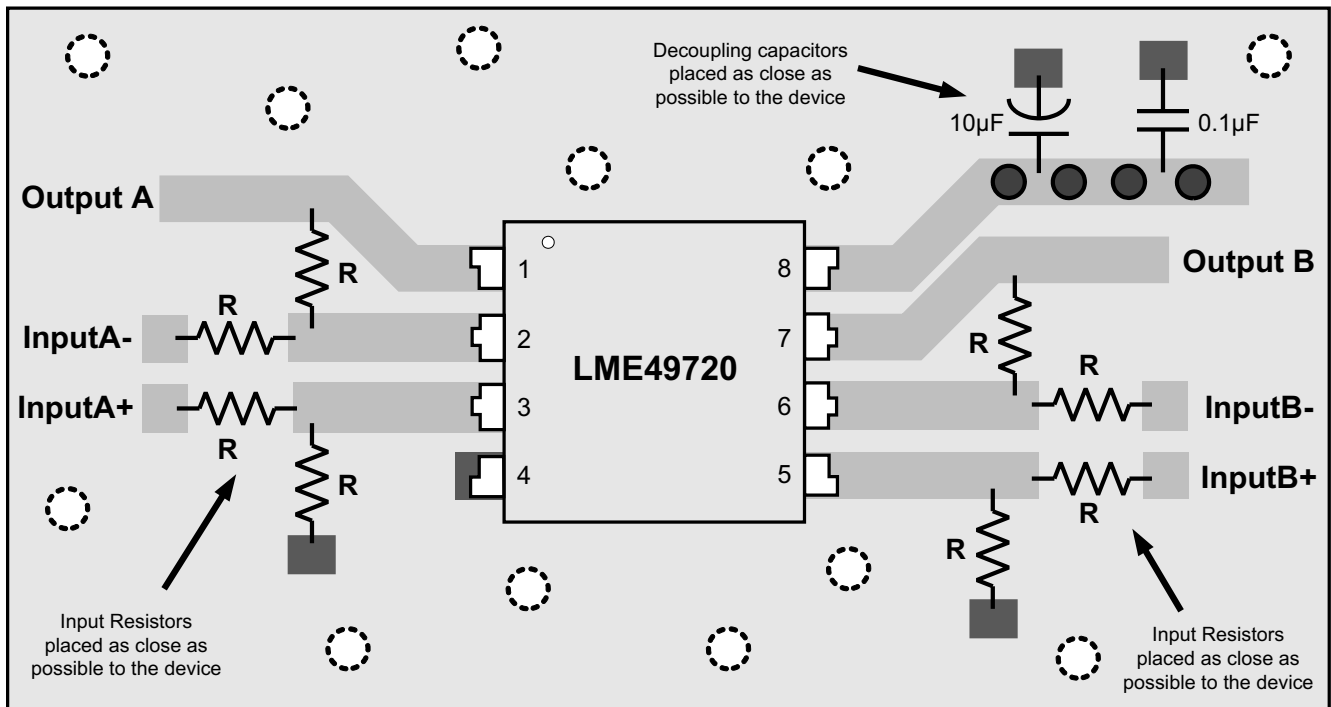 Decoupling capacitors
placed as close as
possible to the device
10µF
0.1µF
Output A
1
8
R
Output B
R
InputA-
2
7
LME49720
R
R
InputA+
3
6
InputB-
R
R
4
5
InputB+
R
R
Input Resistors
placed as close as
possible to the device
Input Resistors
placed as close as
possible to the device